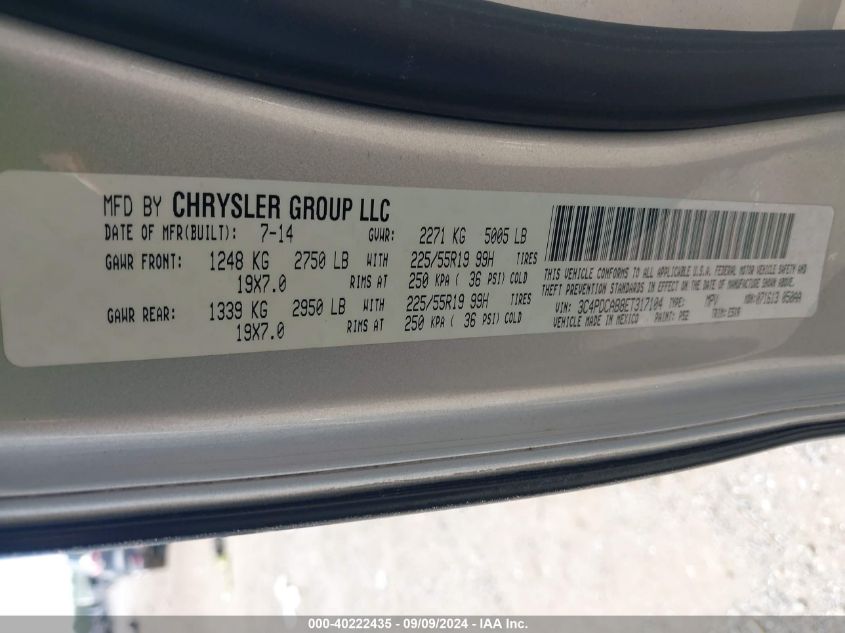 MFD BY CHRYSLER GROUP LLC
DATE OF MFR(BUILT): 7-14 GVWR: 2271 KG 5005 LB
GAWR FRONT: 1248 KG 2750 LB WITH 225/55R19 99H TIRES
19X7.0 RIMS AT 250 KPA ( 36 PSI) COLD
GAWR REAR: 1339 KG 2950 LB WITH 225/55R19 99H TIRES
19X7.0 RIMS AT 250 KPA ( 36 PSI) COLD
THIS VEHICLE CONFORMS TO ALL APPLICABLE U.S.A. FEDERAL MOTOR VEHICLE SAFETY AND
THEFT PREVENTION STANDARDS IN EFFECT ON THE DATE OF MANUFACTURE SHOWN ABOVE.
VIN: 3C4PDCAB8ET317104 TYPE: MPV MDH: 071613 050AA
VEHICLE MADE IN MEXICO PAINT: PS2 TRIM:
000-40222435 - 09/09/2024 - IAA Inc.